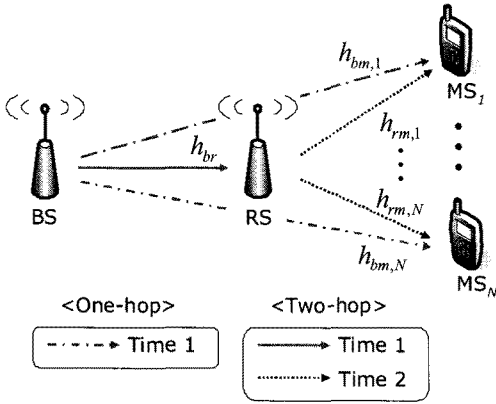 h_{bm,1}
MS_1
h_{br}
h_{rm,1}
BS
RS
h_{rm,N}
h_{bm,N}
MS_N
<One-hop>
<Two-hop>
Time 1
Time 1
Time 2